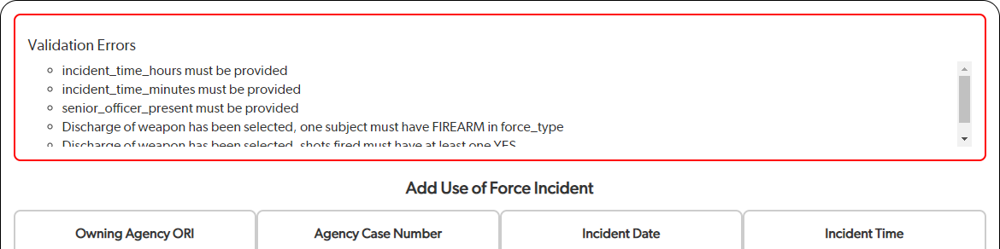 Validation Errors
incident_time_hours must be provided
incident_time_minutes must be provided
senior_officer_present must be provided
Discharge of weapon has been selected, one subject must have FIREARM in force_type
Discharge of weapon has been selected, shots fired must have at least one YES
Add Use of Force Incident
Owning Agency ORI
Agency Case Number
Incident Date
Incident Time